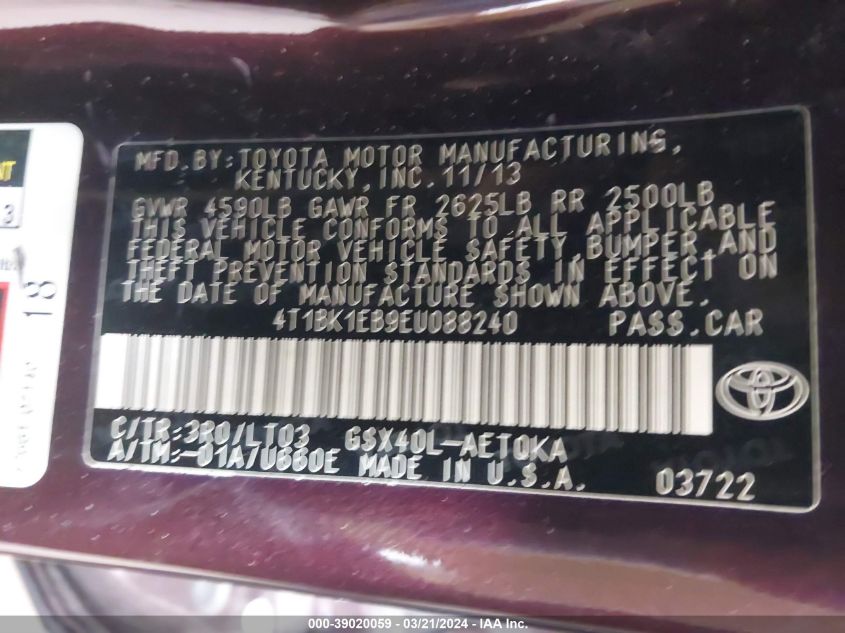 MFD. BY: TOYOTA MOTOR MANUFACTURING,
KENTUCKY, INC. 11/13
GVWR 4590LB GAWR FR 2625LB RR 2500LB
THIS VEHICLE CONFORMS TO ALL APPLICABLE
FEDERAL MOTOR VEHICLE SAFETY, BUMPER AND
THEFT PREVENTION STANDARDS IN EFFECT ON
THE DATE OF MANUFACTURE SHOWN ABOVE.
4T1BK1EB9EU088240 PASS. CAR
C/TR: 3R0/LT03 GSX40L-AETQKA
A/TM: -01A/U880E MADE IN U.S.A. 03722
18
000-39020059 - 03/21/2024 - IAA Inc.